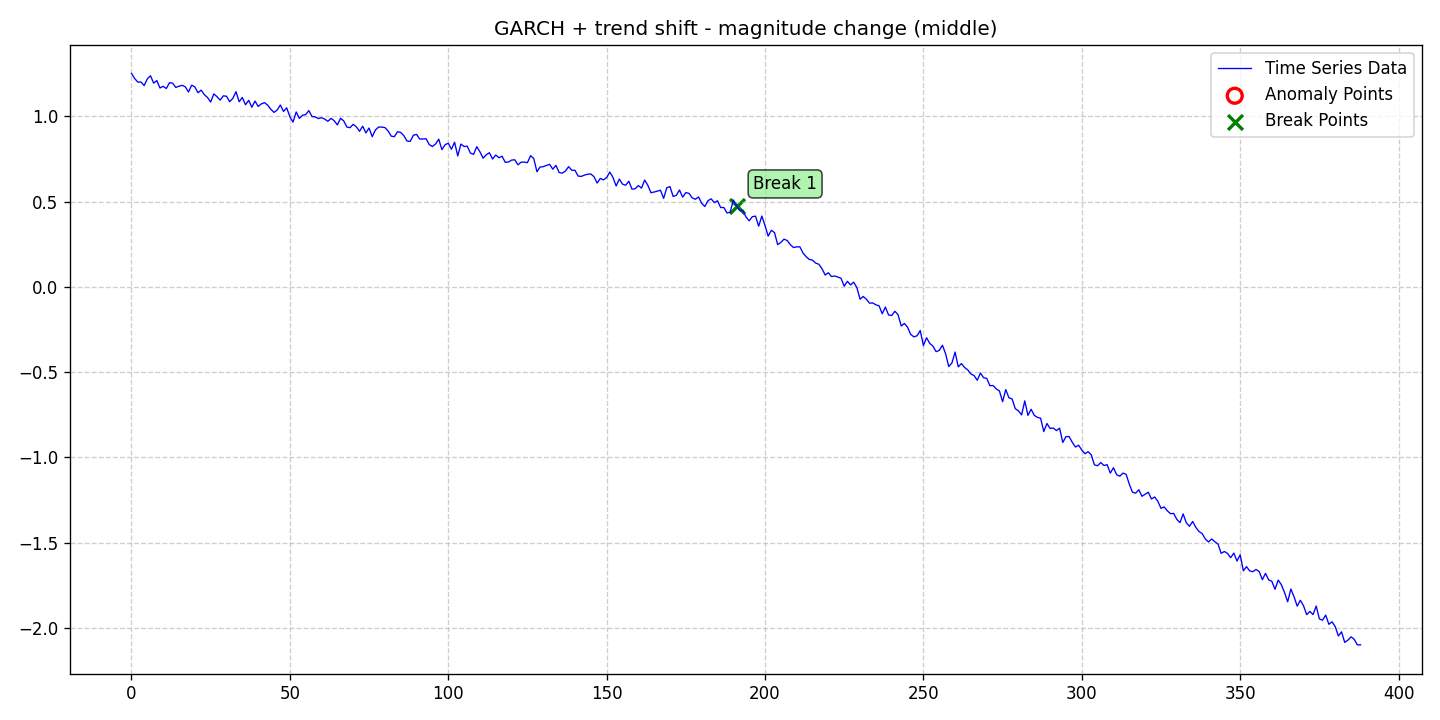 GARCH + trend shift - magnitude change (middle)
Time Series Data
Anomaly Points
Break Points
Break 1
1.0
0.5
0.0
−0.5
−1.0
−1.5
−2.0
0 50 100 150 200 250 300 350 400